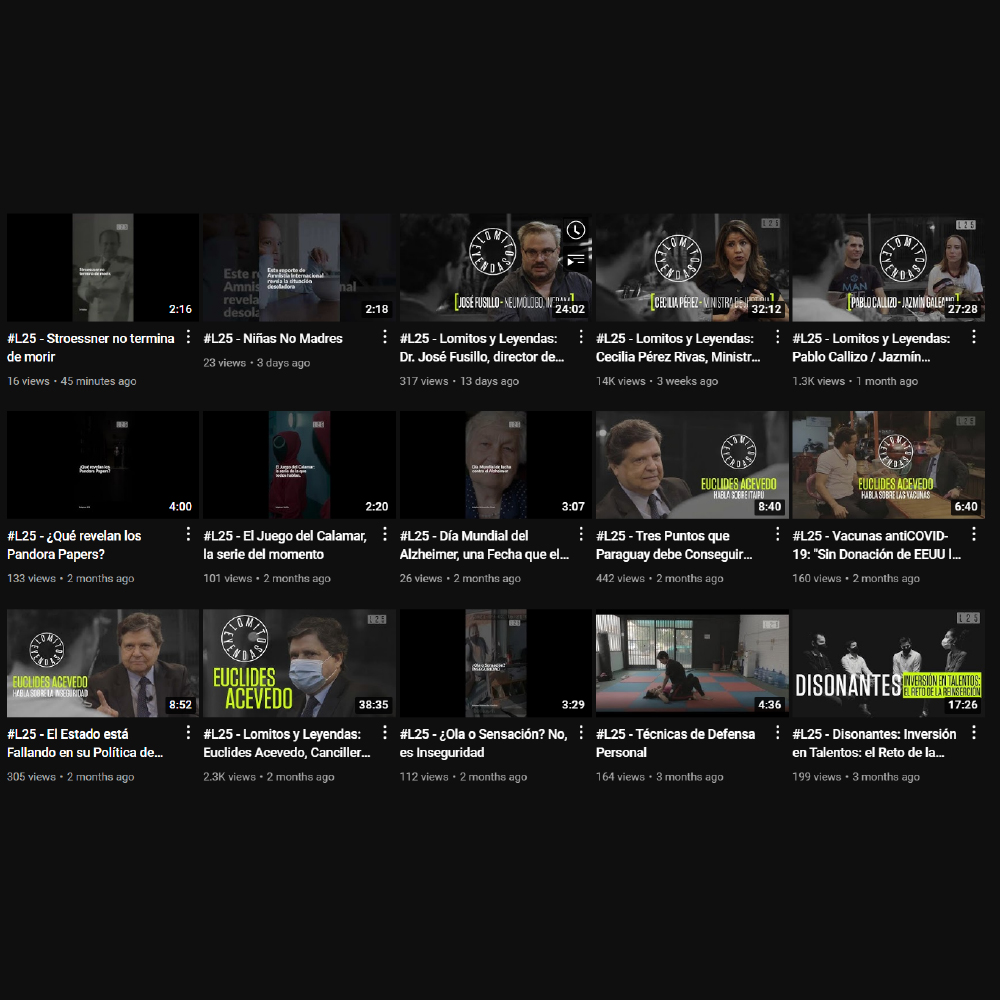 Stroessner no
termina de morir
2:16
Este reporte de
Amnistía Internacional
revela la situación
desoladora
2:18
LOMITOS
LEYENDAS
[JOSÉ FUSILLO - NEUMÓLOGO,
24:02
L25
LOMITOS
LEYENDAS
[CECILIA PÉREZ - MINISTRA DE
32:12
L25
LOMITOS
LEYENDAS
[PABLO CALLIZO - JAZMÍN GALEANO]
27:28
#L25 - Stroessner no termina
de morir
16 views • 45 minutes ago
#L25 - Niñas No Madres
23 views • 3 days ago
#L25 - Lomitos y Leyendas:
Dr. José Fusillo, director de...
317 views • 13 days ago
#L25 - Lomitos y Leyendas:
Cecilia Pérez Rivas, Ministr...
14K views • 3 weeks ago
#L25 - Lomitos y Leyendas:
Pablo Callizo / Jazmín...
1.3K views • 1 month ago
¿Qué revelan los
Pandora Papers?
4:00
El Juego del Calamar:
la serie de la que
todos hablan.
2:20
Día Mundial de lucha
contra el Alzheimer
3:07
LOMITOS
LEYENDAS
EUCLIDES ACEVEDO
HABLA SOBRE ITAIPU
8:40
L25
LOMITOS
LEYENDAS
EUCLIDES ACEVEDO
HABLA SOBRE LAS VACUNAS
6:40
#L25 - ¿Qué revelan los
Pandora Papers?
133 views • 2 months ago
#L25 - El Juego del Calamar,
la serie del momento
101 views • 2 months ago
#L25 - Día Mundial del
Alzheimer, una Fecha que el...
26 views • 2 months ago
#L25 - Tres Puntos que
Paraguay debe Conseguir...
442 views • 2 months ago
#L25 - Vacunas antiCOVID-
19: "Sin Donación de EEUU l...
160 views • 2 months ago
LOMITOS
LEYENDAS
EUCLIDES ACEVEDO
HABLA SOBRE LA INSEGURIDAD
8:52
L25
LOMITOS
LEYENDAS
EUCLIDES
ACEVEDO
38:35
¿Ola o Sensación?
3:29
L25
4:36
L25
DISONANTES
INVERSIÓN EN TALENTOS:
EL RETO DE LA REINSERCIÓN
17:26
#L25 - El Estado está
Fallando en su Política de...
305 views • 2 months ago
#L25 - Lomitos y Leyendas:
Euclides Acevedo, Canciller...
2.3K views • 2 months ago
#L25 - ¿Ola o Sensación? No,
es Inseguridad
112 views • 2 months ago
#L25 - Técnicas de Defensa
Personal
164 views • 3 months ago
#L25 - Disonantes: Inversión
en Talentos: el Reto de la...
199 views • 3 months ago